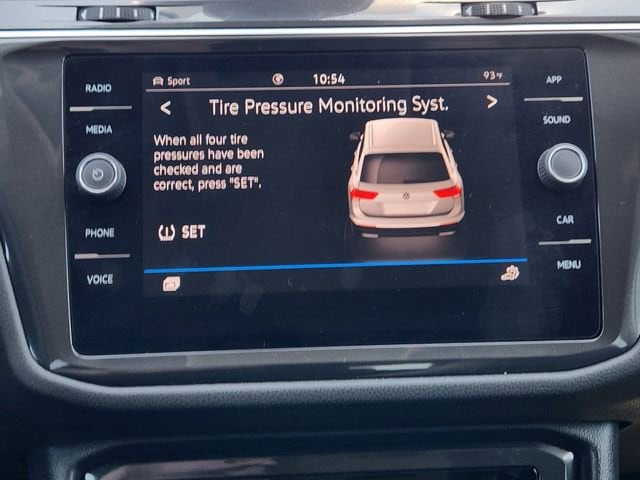 Sport 10:54 93°F
RADIO
APP
< Tire Pressure Monitoring Syst. >
MEDIA
SOUND
When all four tire
pressures have been
checked and are
correct, press "SET".
SET
PHONE
CAR
VOICE
MENU